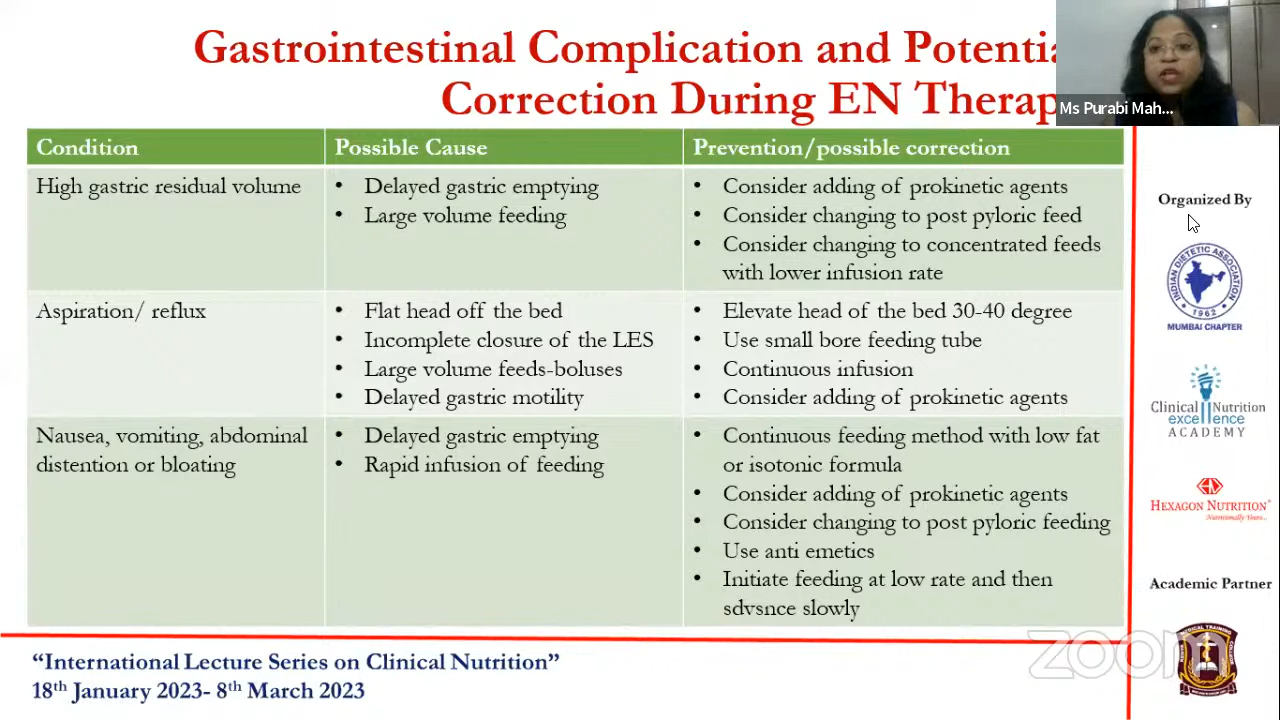 Gastrointestinal Complication and Potentia
Correction During EN Therap
Ms Purabi Mah...
Condition
Possible Cause
Prevention/possible correction
High gastric residual volume
• Delayed gastric emptying
• Large volume feeding
• Consider adding of prokinetic agents
• Consider changing to post pyloric feed
• Consider changing to concentrated feeds
with lower infusion rate
Aspiration/ reflux
• Flat head off the bed
• Incomplete closure of the LES
• Large volume feeds-boluses
• Delayed gastric motility
• Elevate head of the bed 30-40 degree
• Use small bore feeding tube
• Continuous infusion
• Consider adding of prokinetic agents
Nausea, vomiting, abdominal
distention or bloating
• Delayed gastric emptying
• Rapid infusion of feeding
• Continuous feeding method with low fat
or isotonic formula
• Consider adding of prokinetic agents
• Consider changing to post pyloric feeding
• Use anti emetics
• Initiate feeding at low rate and then
sdvsnce slowly
Organized By
INDIAN DIETETIC ASSOCIATION
1962
MUMBAI CHAPTER
Clinical Nutrition
excellence
ACADEMY
HEXAGON NUTRITION
Nutritionally Yours...
Academic Partner
zoom
"International Lecture Series on Clinical Nutrition"
18th January 2023- 8th March 2023